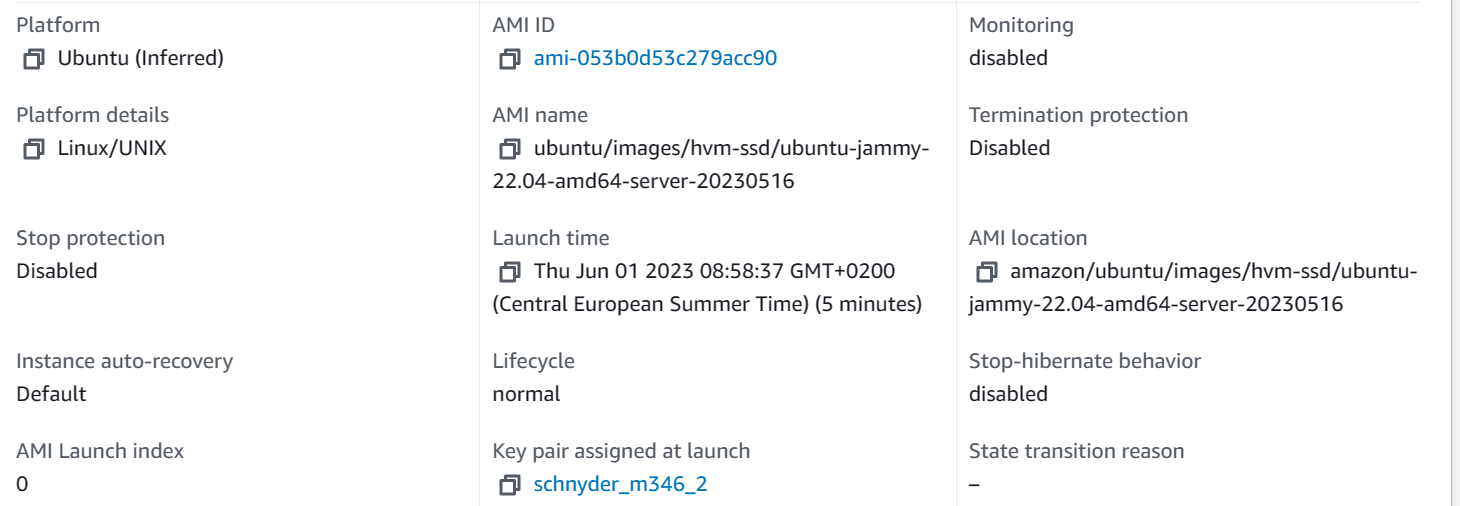 Platform
Ubuntu (Inferred)
AMI ID
ami-053b0d53c279acc90
Monitoring
disabled
Platform details
Linux/UNIX
AMI name
ubuntu/images/hvm-ssd/ubuntu-jammy-
22.04-amd64-server-20230516
Termination protection
Disabled
Stop protection
Disabled
Launch time
Thu Jun 01 2023 08:58:37 GMT+0200
(Central European Summer Time) (5 minutes)
AMI location
amazon/ubuntu/images/hvm-ssd/ubuntu-
jammy-22.04-amd64-server-20230516
Instance auto-recovery
Default
Lifecycle
normal
Stop-hibernate behavior
disabled
AMI Launch index
0
Key pair assigned at launch
schnyder_m346_2
State transition reason
–